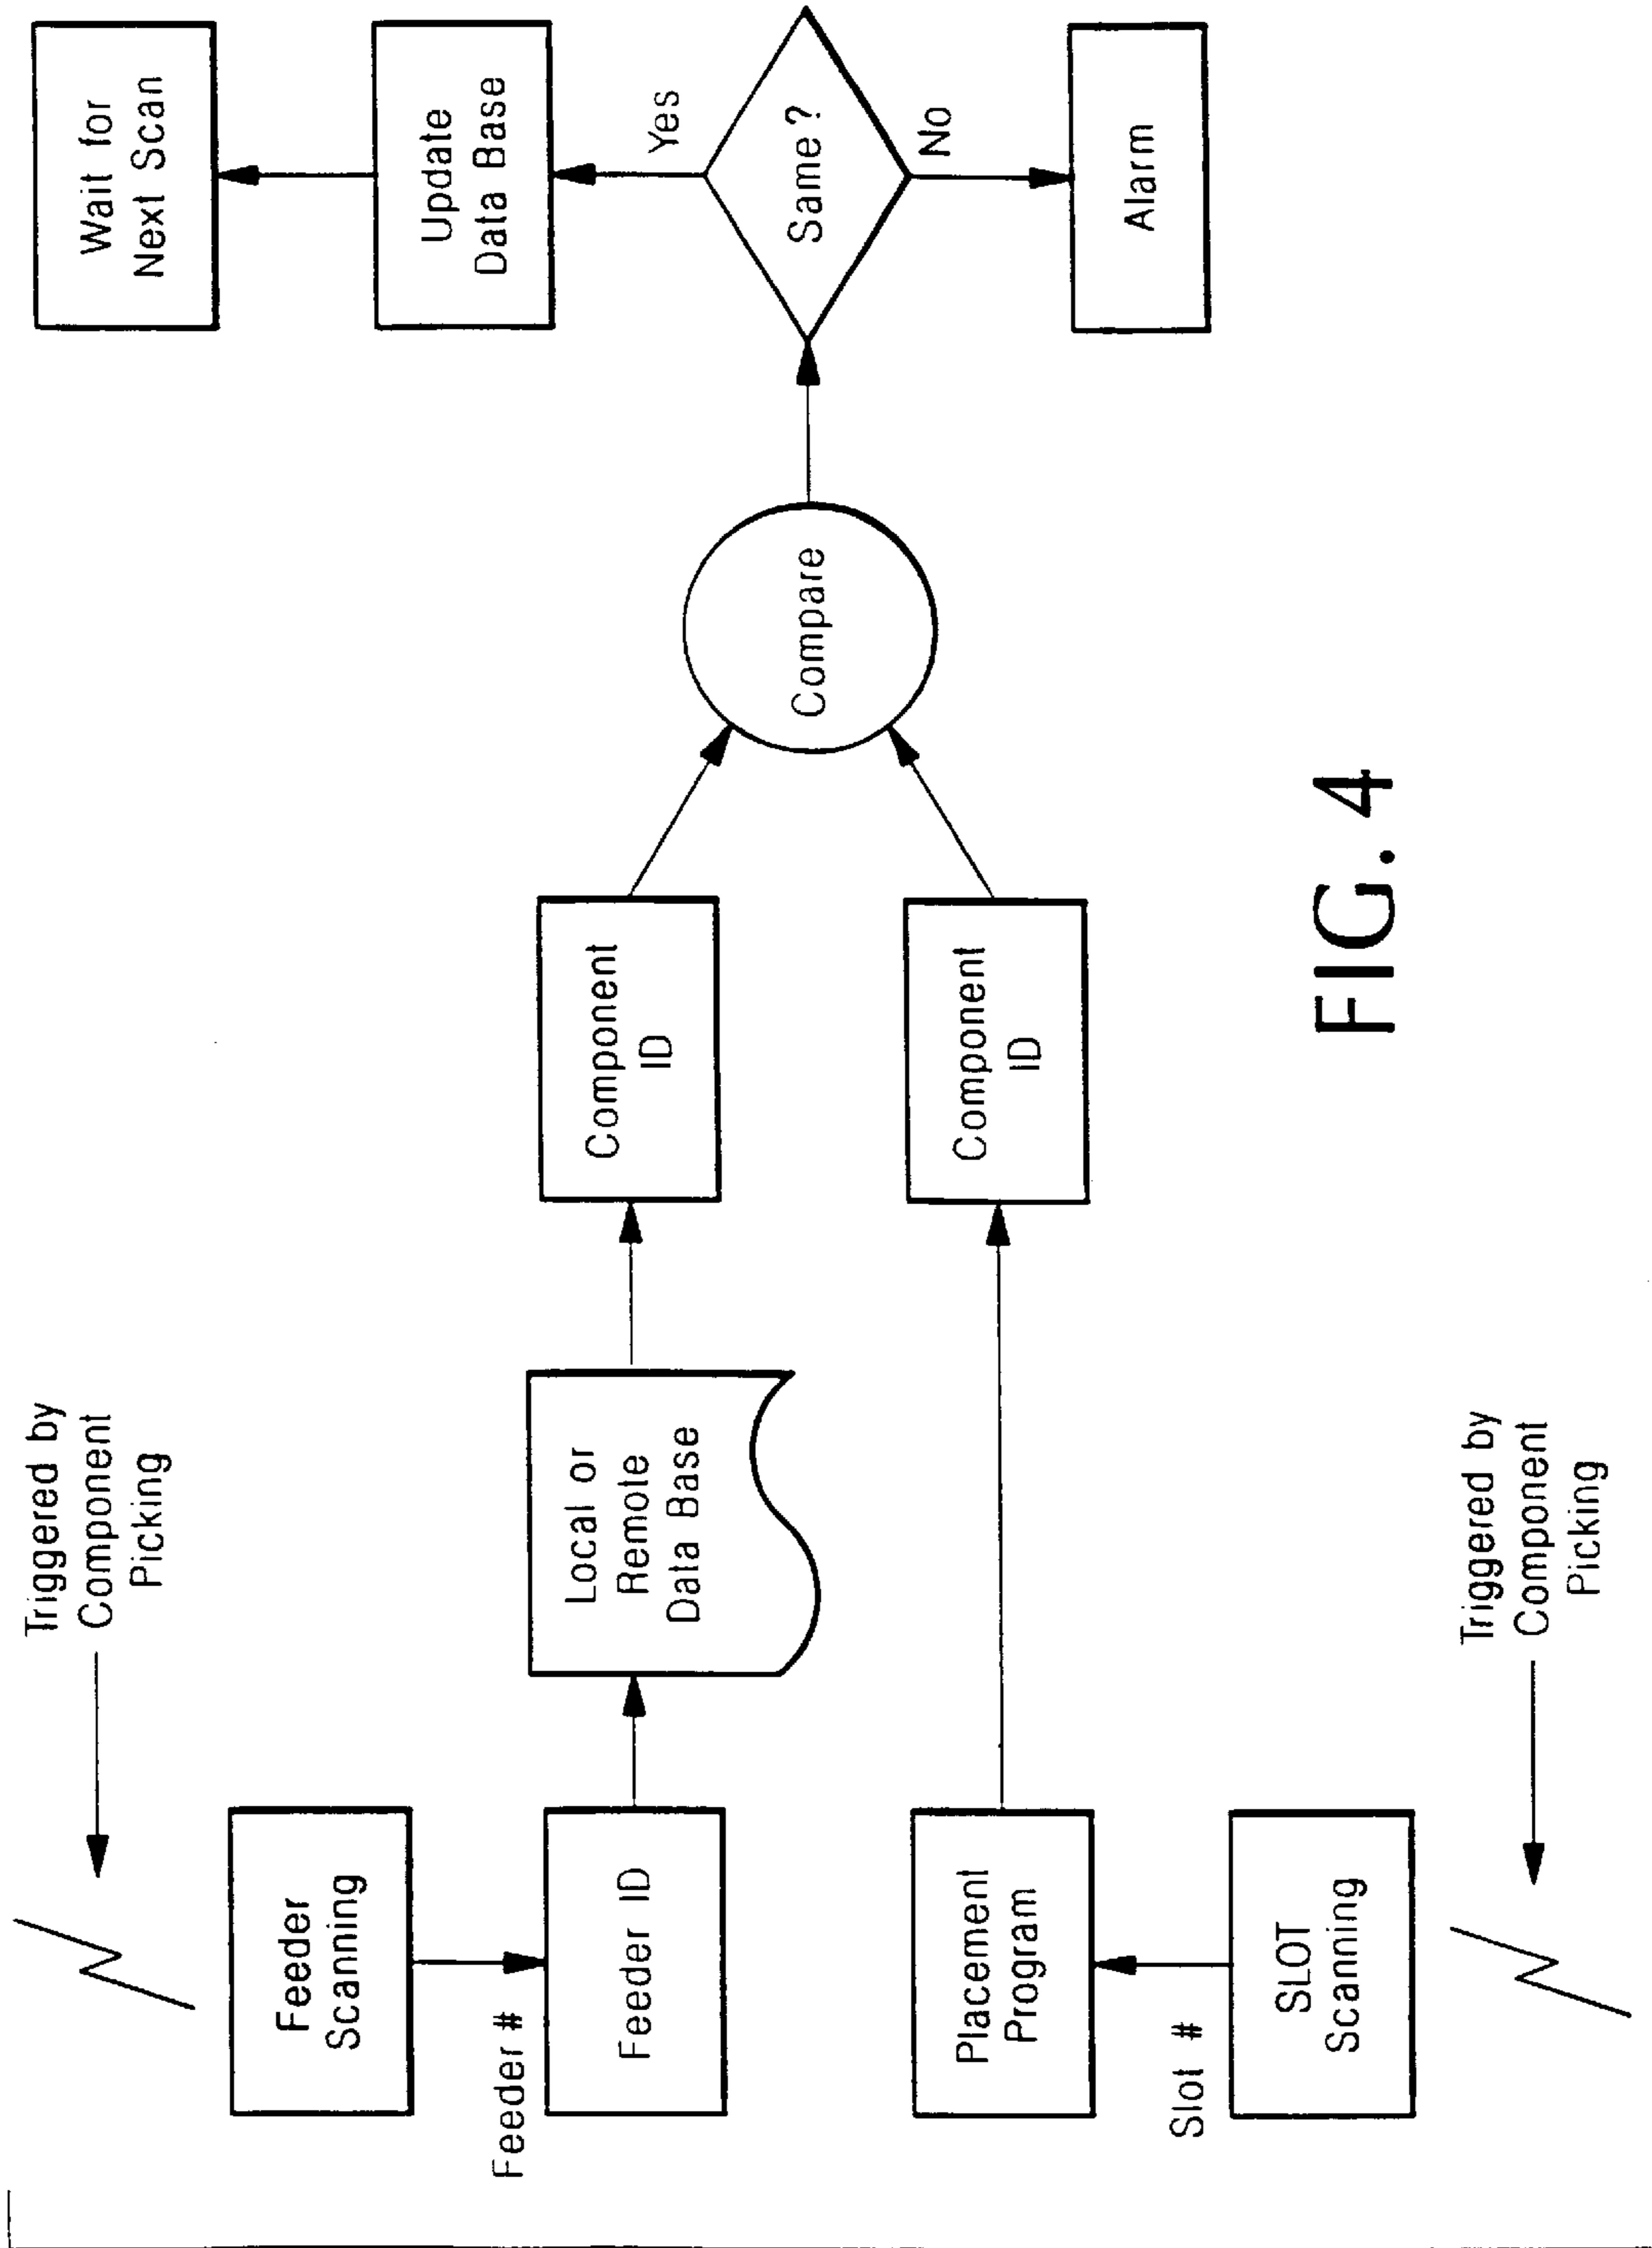 Triggered by
Component
Picking
Feeder
Scanning
Feeder #
Feeder ID
Local or
Remote
Data Base
Component
ID
Placement
Program
Component
ID
Slot #
SLOT
Scanning
Triggered by
Component
Picking
Compare
Same?
Yes
Update
Data Base
Wait for
Next Scan
No
Alarm
FIG. 4